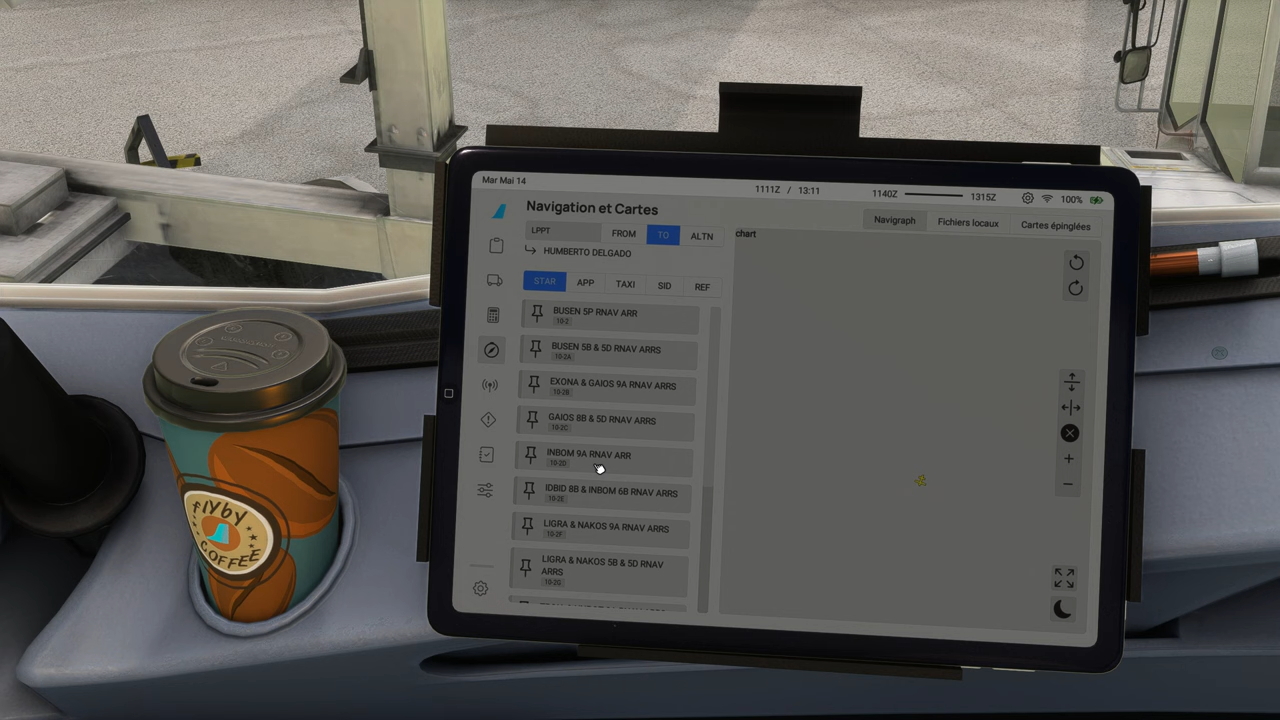 Mar Mai 14
1111Z / 13:11
1140Z
1315Z
100%
Navigation et Cartes
Navigraph
Fichiers locaux
Cartes épinglées
LPPT
FROM
TO
ALTN
HUMBERTO DELGADO
chart
STAR
APP
TAXI
SID
REF
BUSEN 5P RNAV ARR
10-2
BUSEN 5B & 5D RNAV ARRS
10-2A
EXONA & GAIOS 9A RNAV ARRS
10-2B
GAIOS 8B & 5D RNAV ARRS
10-2C
INBOM 9A RNAV ARR
10-2D
IDBID 8B & INBOM 6B RNAV ARRS
10-2E
LIGRA & NAKOS 9A RNAV ARRS
10-2F
LIGRA & NAKOS 5B & 5D RNAV
ARRS
10-2G
flyby
COFFEE